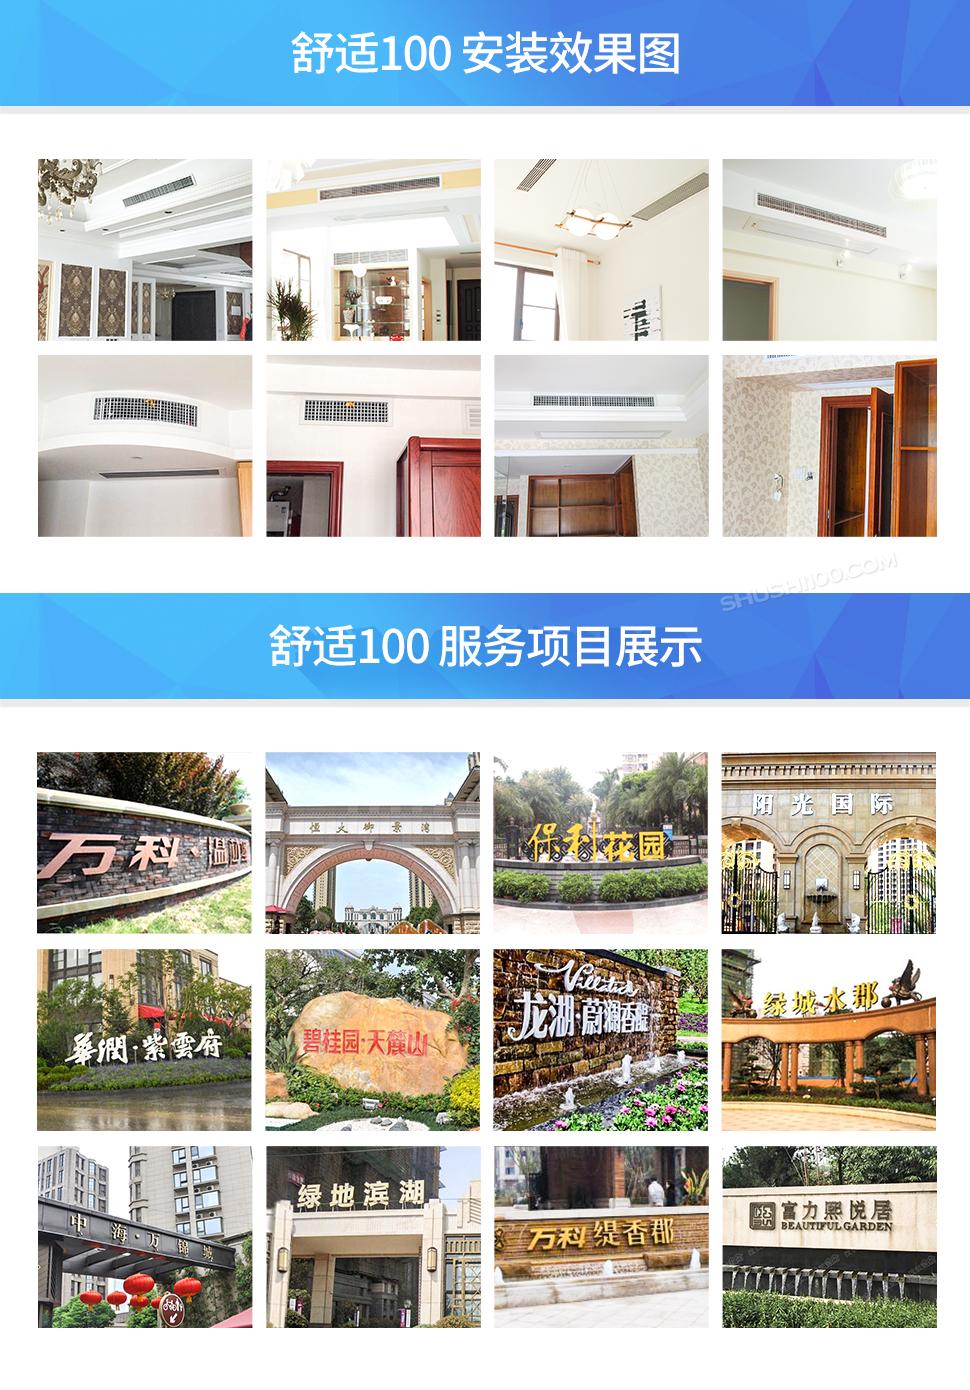 舒适100 安装效果图
SHUSHI100.COM
舒适100 服务项目展示
万科
恒大御景湾
保利花园
阳光国际
華潤·紫雲府
碧桂园·天麓山
龙湖·蔚澜香醍
绿城水郡
中海·万锦城
绿地滨湖
万科缇香郡
富力熙悦居
BEAUTIFUL GARDEN